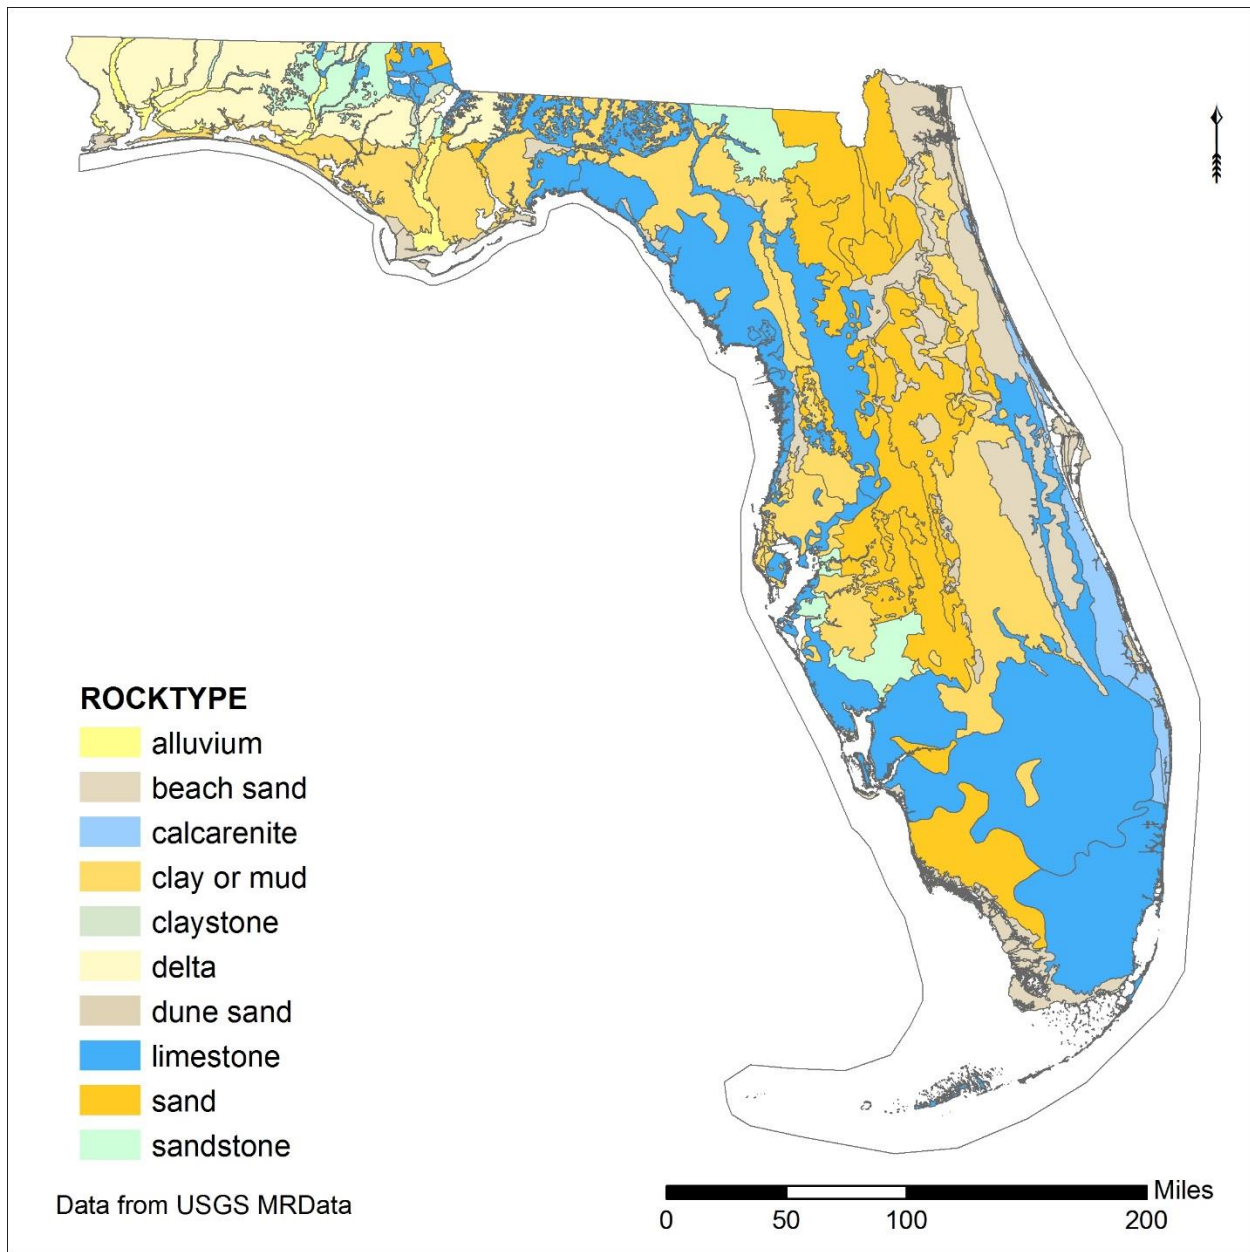 ROCKTYPE
alluvium
beach sand
calcarenite
clay or mud
claystone
delta
dune sand
limestone
sand
sandstone
Data from USGS MRData
Miles
0 50 100 200